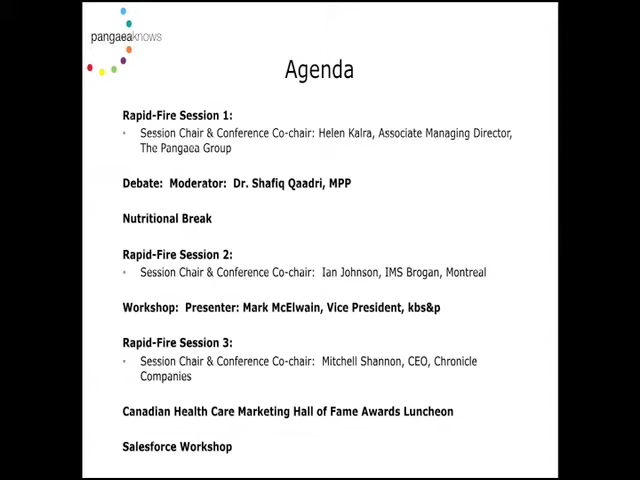 pangaeaknows
Agenda
Rapid-Fire Session 1:
• Session Chair & Conference Co-chair: Helen Kalra, Associate Managing Director,
The Pangaea Group
Debate: Moderator: Dr. Shafiq Qaadri, MPP
Nutritional Break
Rapid-Fire Session 2:
• Session Chair & Conference Co-chair: Ian Johnson, IMS Brogan, Montreal
Workshop: Presenter: Mark McElwain, Vice President, kbs&p
Rapid-Fire Session 3:
• Session Chair & Conference Co-chair: Mitchell Shannon, CEO, Chronicle
Companies
Canadian Health Care Marketing Hall of Fame Awards Luncheon
Salesforce Workshop